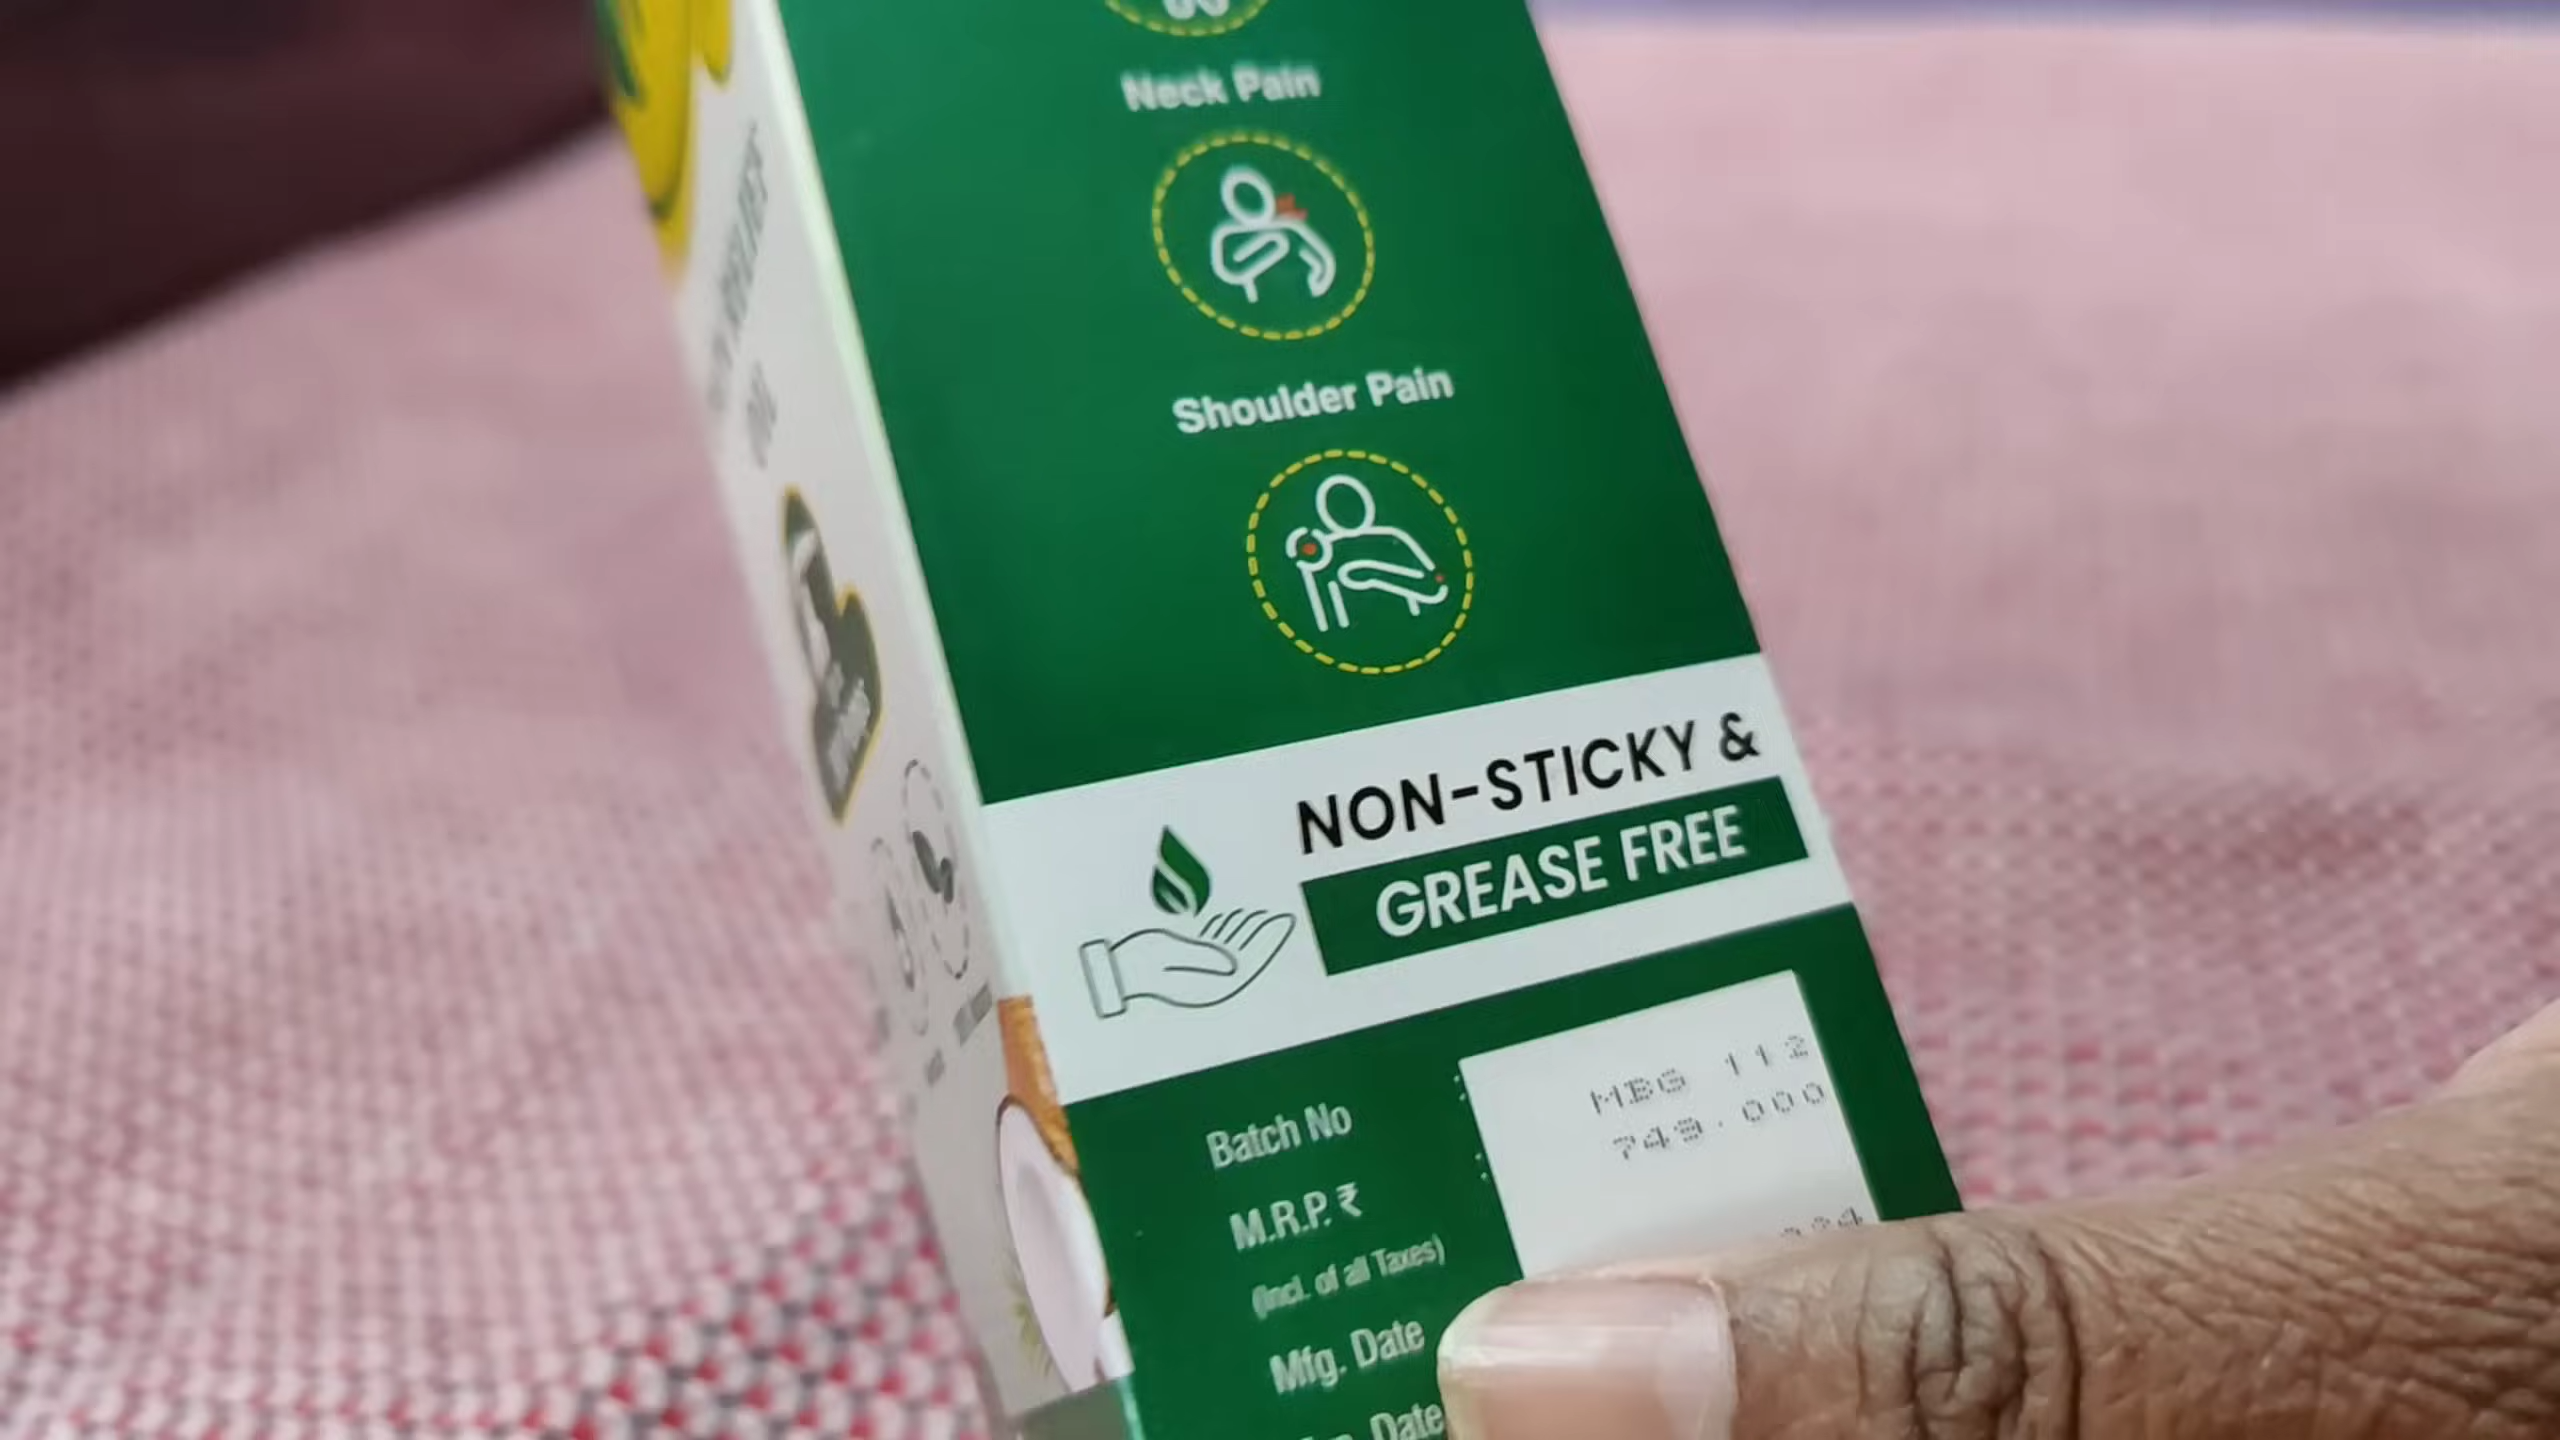 Neck Pain
Shoulder Pain
NON-STICKY &
GREASE FREE
Batch No : MBG 112
M.R.P. ₹ : 749.000
(Incl. of all Taxes)
Mfg. Date
Date